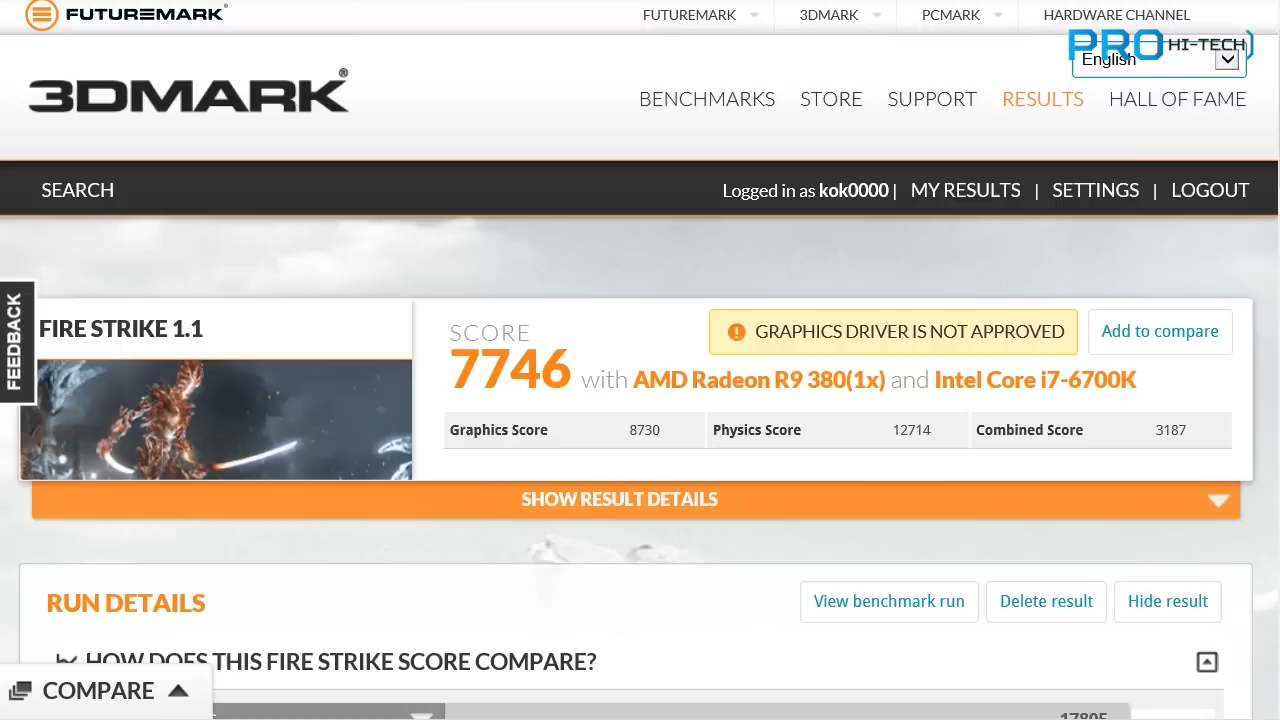 FUTUREMARK®
FUTUREMARK 3DMARK PCMARK HARDWARE CHANNEL
PRO HI-TECH
English
3DMARK®
BENCHMARKS STORE SUPPORT RESULTS HALL OF FAME
SEARCH
Logged in as kok0000 | MY RESULTS | SETTINGS | LOGOUT
FEEDBACK
FIRE STRIKE 1.1
SCORE
GRAPHICS DRIVER IS NOT APPROVED
Add to compare
7746 with AMD Radeon R9 380(1x) and Intel Core i7-6700K
Graphics Score 8730 Physics Score 12714 Combined Score 3187
SHOW RESULT DETAILS
RUN DETAILS
View benchmark run Delete result Hide result
HOW DOES THIS FIRE STRIKE SCORE COMPARE?
COMPARE
17805